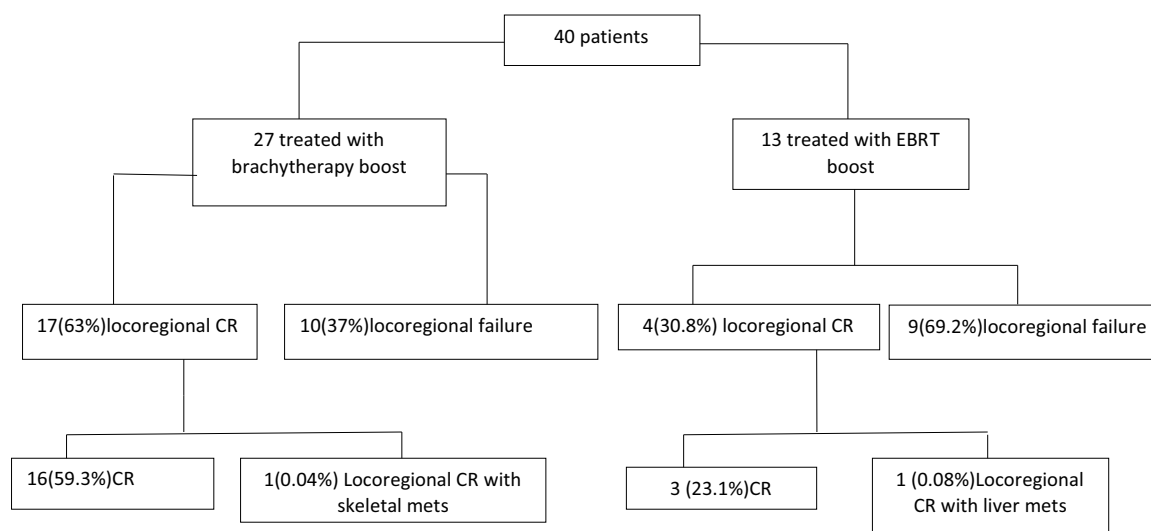 40 patients
27 treated with
brachytherapy boost
13 treated with EBRT
boost
17(63%)locoregional CR
10(37%)locoregional failure
4(30.8%) locoregional CR
9(69.2%)locoregional failure
16(59.3%)CR
1(0.04%) Locoregional CR with
skeletal mets
3 (23.1%)CR
1 (0.08%)Locoregional
CR with liver mets